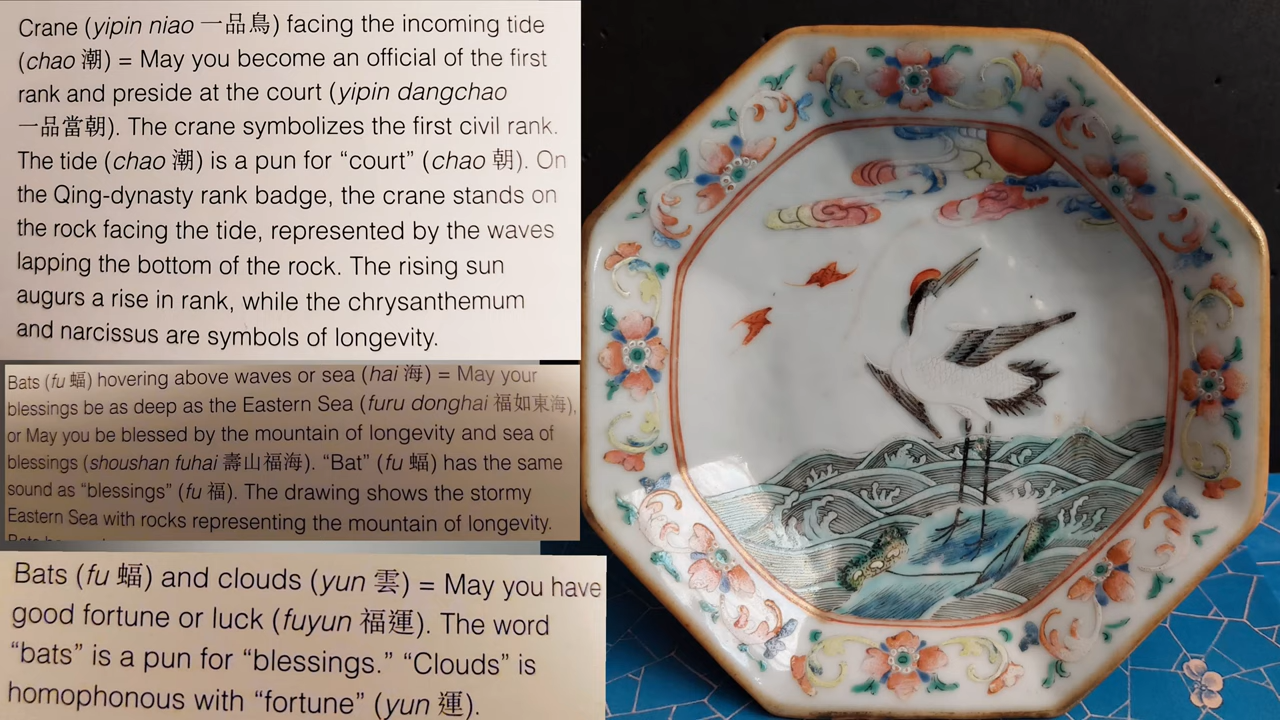 Crane (yipin niao 一品鳥) facing the incoming tide
(chao 潮) = May you become an official of the first
rank and preside at the court (yipin dangchao
一品當朝). The crane symbolizes the first civil rank.
The tide (chao 潮) is a pun for “court” (chao 朝). On
the Qing-dynasty rank badge, the crane stands on
the rock facing the tide, represented by the waves
lapping the bottom of the rock. The rising sun
augurs a rise in rank, while the chrysanthemum
and narcissus are symbols of longevity.
Bats (fu 蝠) hovering above waves or sea (hai 海) = May your
blessings be as deep as the Eastern Sea (furu donghai 福如東海),
or May you be blessed by the mountain of longevity and sea of
blessings (shoushan fuhai 壽山福海). “Bat” (fu 蝠) has the same
sound as “blessings” (fu 福). The drawing shows the stormy
Eastern Sea with rocks representing the mountain of longevity.
Bats (fu 蝠) and clouds (yun 雲) = May you have
good fortune or luck (fuyun 福運). The word
“bats” is a pun for “blessings.” “Clouds” is
homophonous with “fortune” (yun 運).